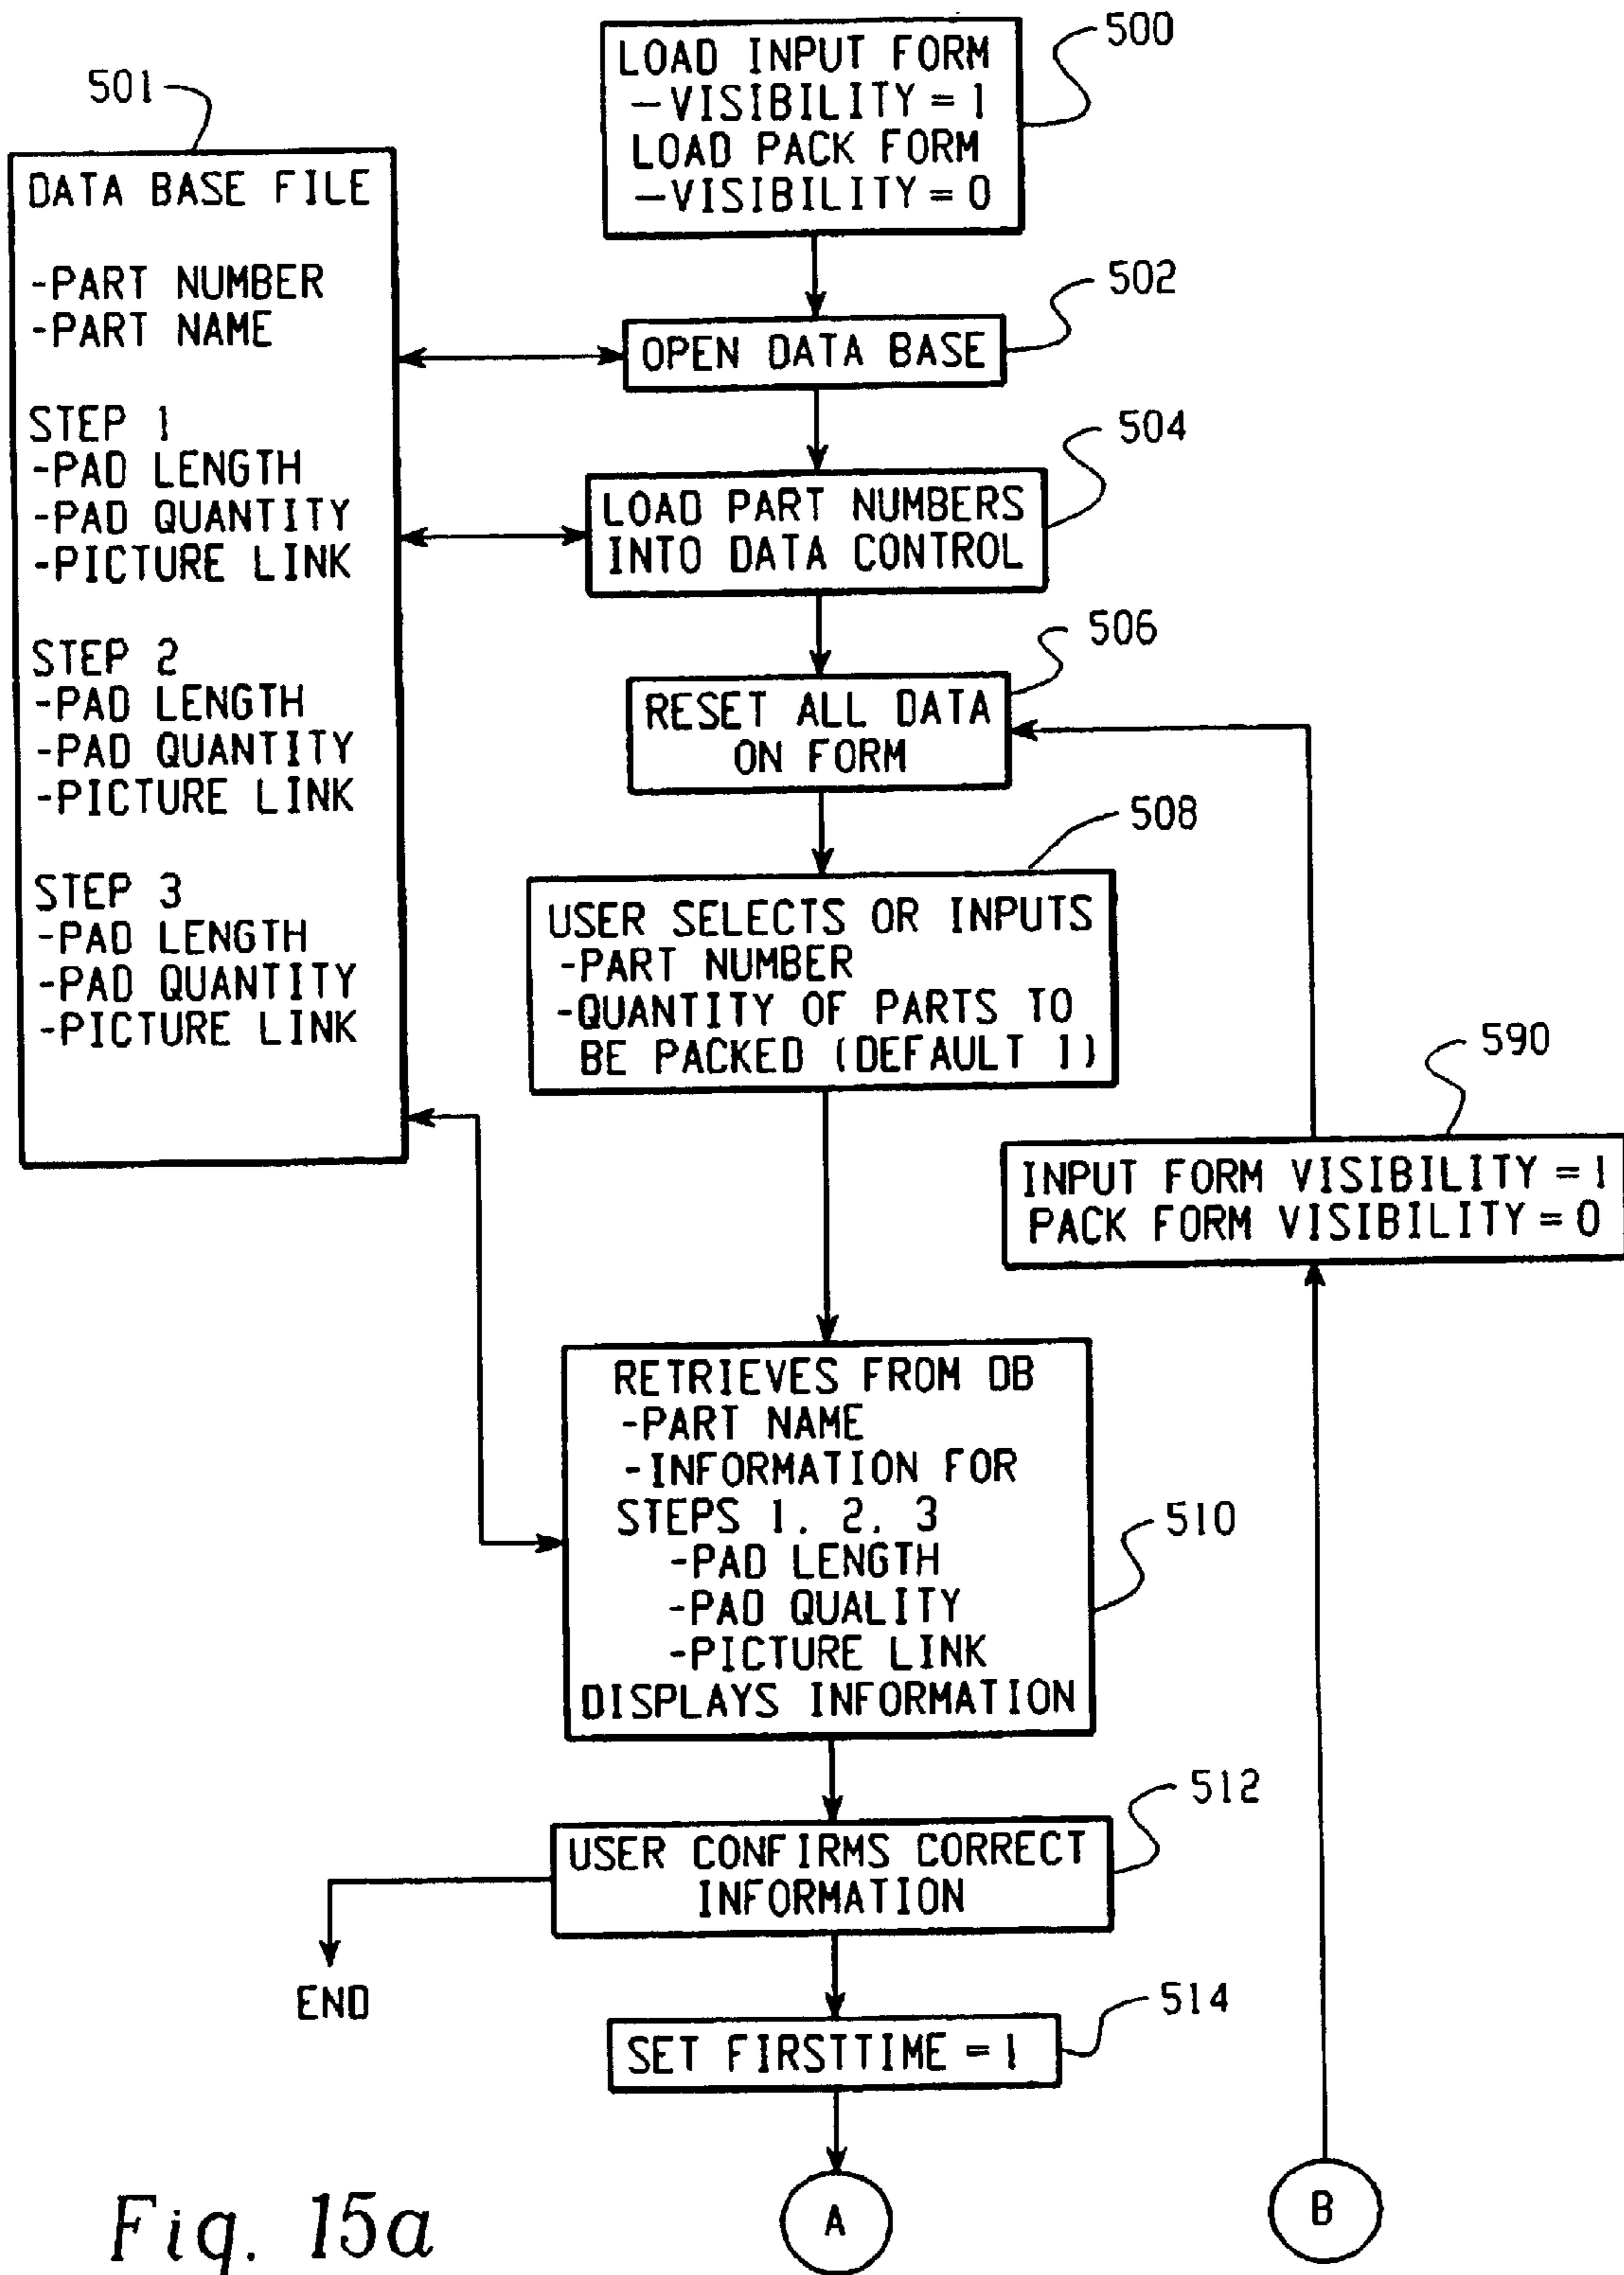 500
LOAD INPUT FORM
-VISIBILITY = 1
LOAD PACK FORM
-VISIBILITY = 0
501
DATA BASE FILE
-PART NUMBER
-PART NAME
STEP 1
-PAD LENGTH
-PAD QUANTITY
-PICTURE LINK
STEP 2
-PAD LENGTH
-PAD QUANTITY
-PICTURE LINK
STEP 3
-PAD LENGTH
-PAD QUANTITY
-PICTURE LINK
502
OPEN DATA BASE
504
LOAD PART NUMBERS
INTO DATA CONTROL
506
RESET ALL DATA
ON FORM
508
USER SELECTS OR INPUTS
-PART NUMBER
-QUANTITY OF PARTS TO
BE PACKED (DEFAULT 1)
590
INPUT FORM VISIBILITY = 1
PACK FORM VISIBILITY = 0
RETRIEVES FROM DB
-PART NAME
-INFORMATION FOR
STEPS 1, 2, 3
-PAD LENGTH
-PAD QUALITY
-PICTURE LINK
DISPLAYS INFORMATION
510
512
USER CONFIRMS CORRECT
INFORMATION
END
514
SET FIRSTTIME = 1
A
B
Fig. 15a